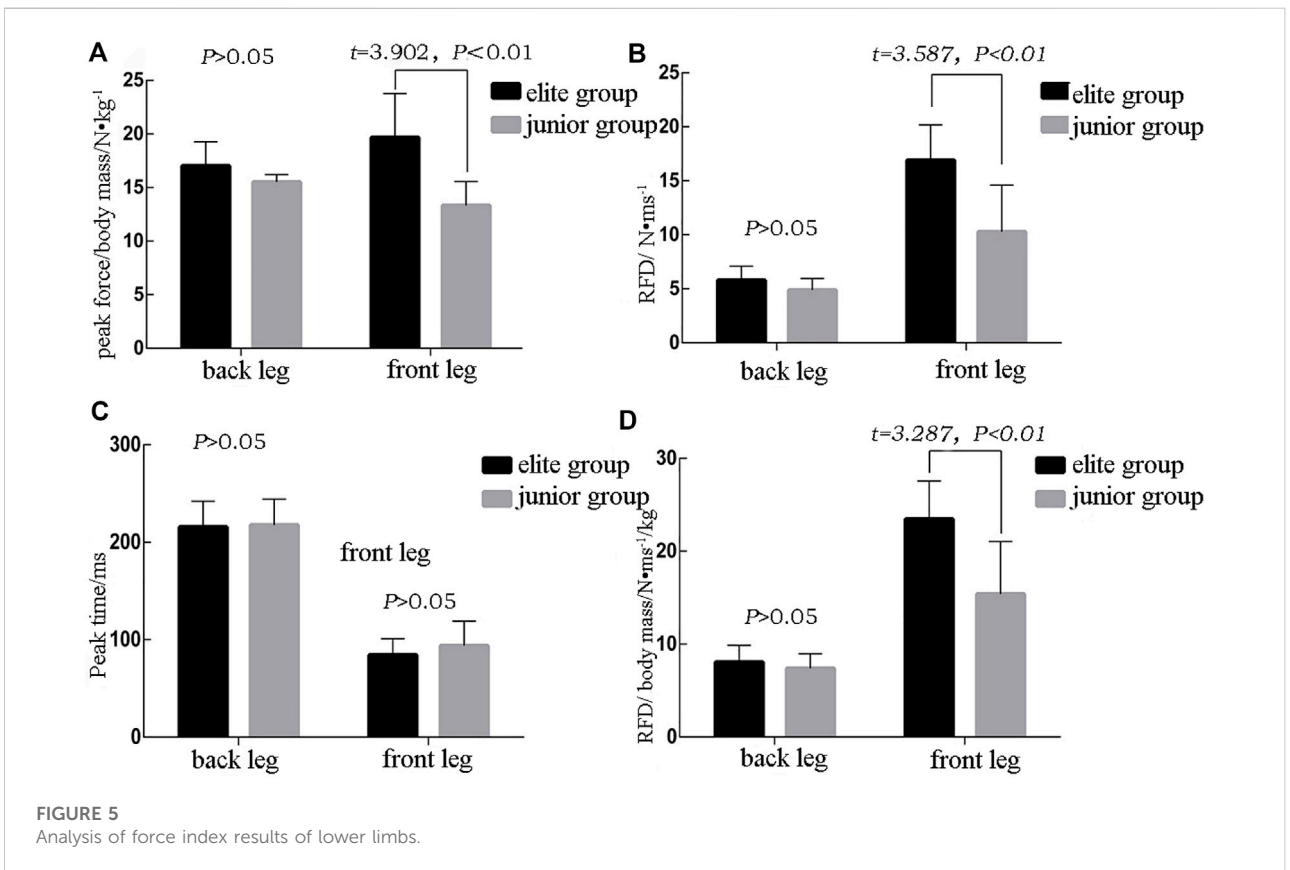 A
P>0.05
t=3.902, P<0.01
peak force/body mass/N•kg⁻¹
25
20
15
10
5
0
elite group
junior group
back leg
front leg
B
t=3.587, P<0.01
RFD/ N•ms⁻¹
25
20
15
10
5
0
P>0.05
elite group
junior group
back leg
front leg
C
P>0.05
Peak time/ms
300
200
100
0
elite group
junior group
front leg
P>0.05
back leg
front leg
D
t=3.287, P<0.01
RFD/ body mass/N•ms⁻¹/kg
30
20
10
0
P>0.05
elite group
junior group
back leg
front leg
FIGURE 5
Analysis of force index results of lower limbs.